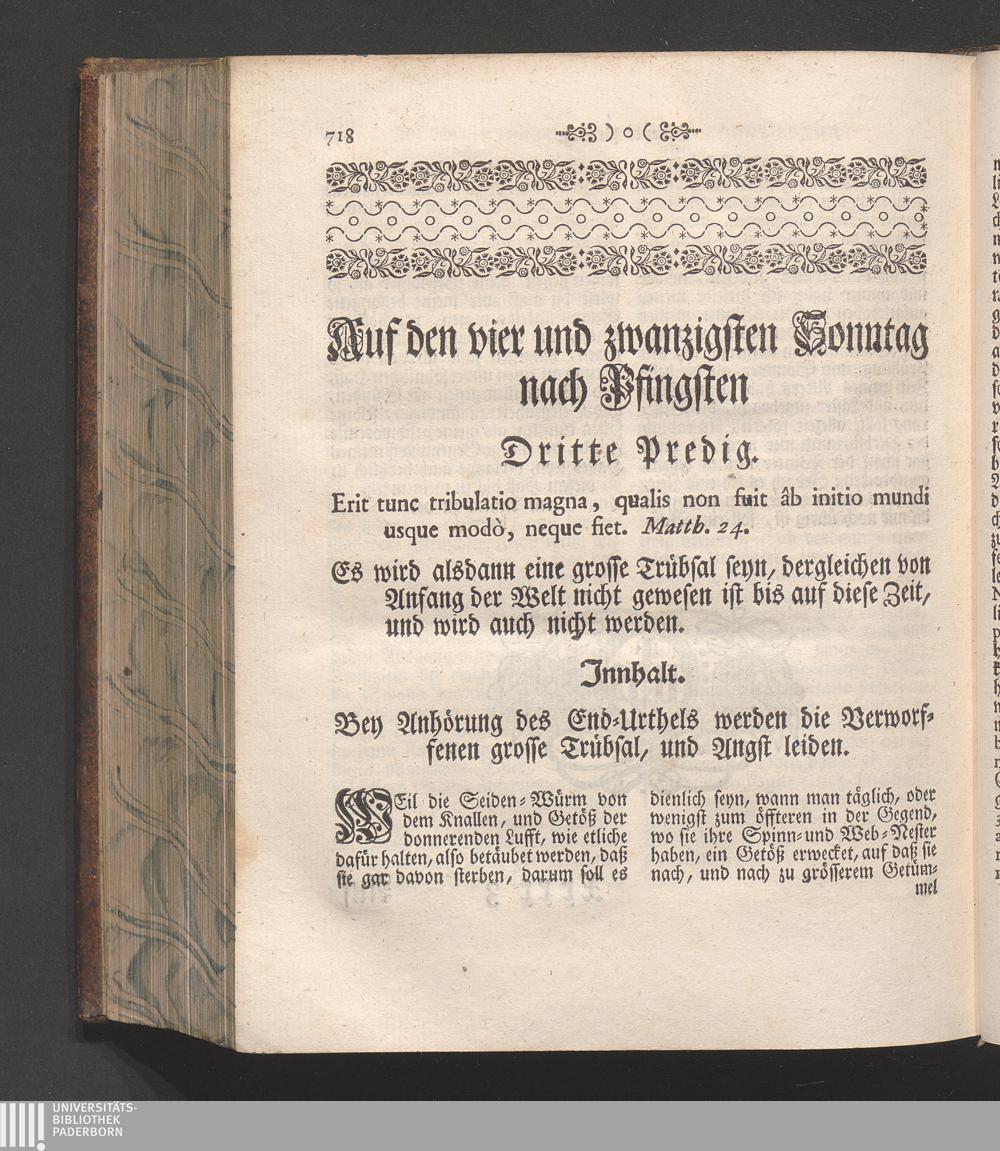 718
) o (
Auf den vier und zwanzigsten Sonntag
nach Pfingsten
Dritte Predig.
Erit tunc tribulatio magna, qualis non fuit âb initio mundi
usque modò, neque fiet. Matth. 24.
Es wird alsdann eine grosse Trübsal seyn, dergleichen von
Anfang der Welt nicht gewesen ist bis auf diese Zeit,
und wird auch nicht werden.
Innhalt.
Bey Anhörung des End-Urthels werden die Verworf-
fenen grosse Trübsal, und Angst leiden.
WEil die Seiden-Würm von
dem Knallen, und Getöß der
donnerenden Lufft, wie etliche
dafür halten, also betäubet werden, daß
sie gar davon sterben, darum soll es
dienlich seyn, wann man täglich, oder
wenigst zum öffteren in der Gegend,
wo sie ihre Spinn- und Web-Nester
haben, ein Getöß erwecket, auf daß sie
nach, und nach zu grösserem Getüm-
mel
UNIVERSITÄTS-
BIBLIOTHEK
PADERBORN